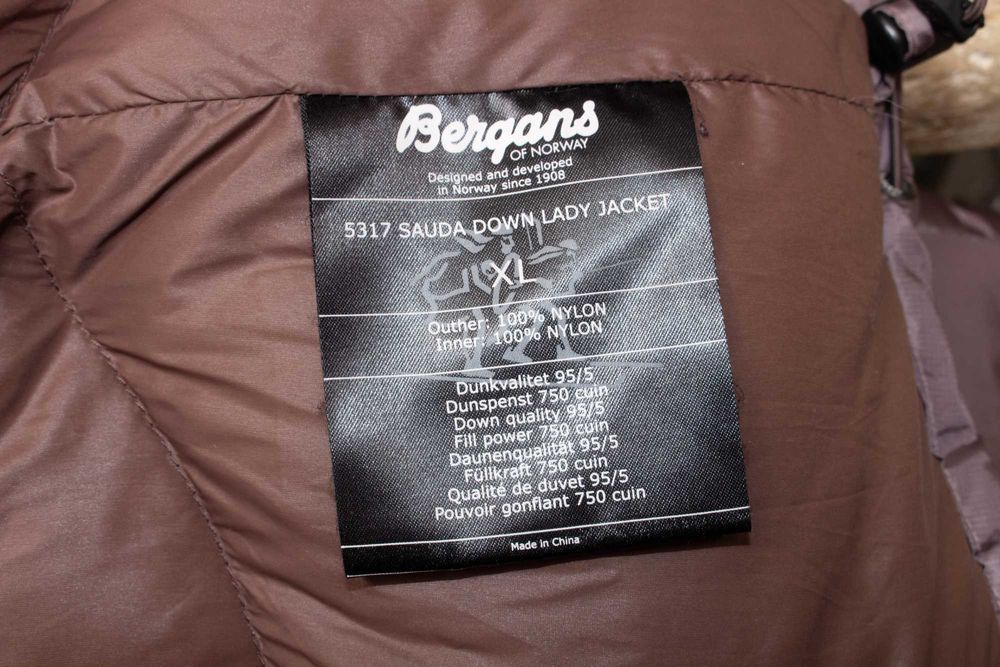 Bergans
OF NORWAY
Designed and developed
in Norway since 1908
5317 SAUDA DOWN LADY JACKET
XL
Outher: 100% NYLON
Inner: 100% NYLON
Dunkvalitet 95/5
Dunspenst 750 cuin
Down quality 95/5
Fill power 750 cuin
Daunenqualität 95/5
Füllkraft 750 cuin
Qualité de duvet 95/5
Pouvoir gonflant 750 cuin
Made in China